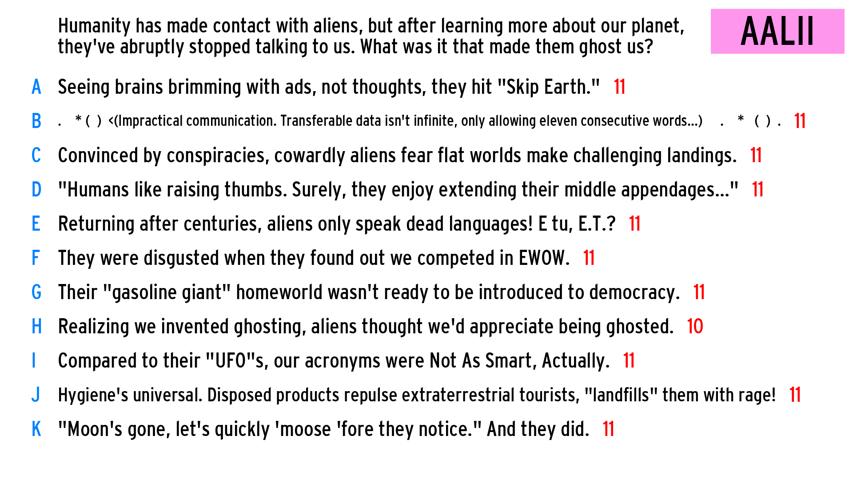 Humanity has made contact with aliens, but after learning more about our planet,
they've abruptly stopped talking to us. What was it that made them ghost us?
AALII
A Seeing brains brimming with ads, not thoughts, they hit "Skip Earth." 11
B . *( ) <(Impractical communication. Transferable data isn't infinite, only allowing eleven consecutive words...) . * ( ) . 11
C Convinced by conspiracies, cowardly aliens fear flat worlds make challenging landings. 11
D "Humans like raising thumbs. Surely, they enjoy extending their middle appendages..." 11
E Returning after centuries, aliens only speak dead languages! E tu, E.T.? 11
F They were disgusted when they found out we competed in EWOW. 11
G Their "gasoline giant" homeworld wasn't ready to be introduced to democracy. 11
H Realizing we invented ghosting, aliens thought we'd appreciate being ghosted. 10
I Compared to their "UFO"s, our acronyms were Not As Smart, Actually. 11
J Hygiene's universal. Disposed products repulse extraterrestrial tourists, "landfills" them with rage! 11
K "Moon's gone, let's quickly 'moose 'fore they notice." And they did. 11